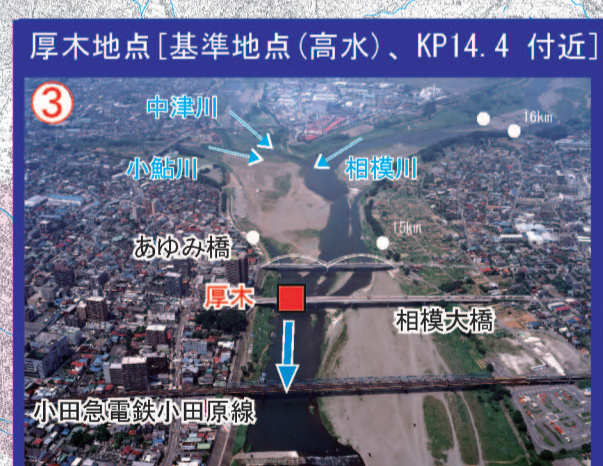 厚木地点[基準地点(高水)、KP14.4 付近]
③
中津川
16km
小鮎川
相模川
15km
あゆみ橋
厚木
相模大橋
小田急電鉄小田原線